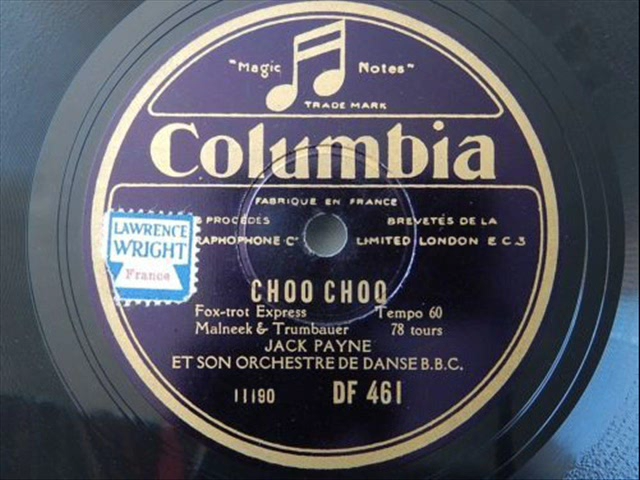 "Magic Notes"
TRADE MARK
Columbia
FABRIQUE EN FRANCE
PROCÉDÉS BREVETÉS DE LA
RAPHOPHONE Cº LIMITED LONDON E.C.3
LAWRENCE
WRIGHT
France
CHOO CHOO
Fox-trot Express Tempo 60
Malneek & Trumbauer 78 tours
JACK PAYNE
ET SON ORCHESTRE DE DANSE B.B.C.
11190 DF 461